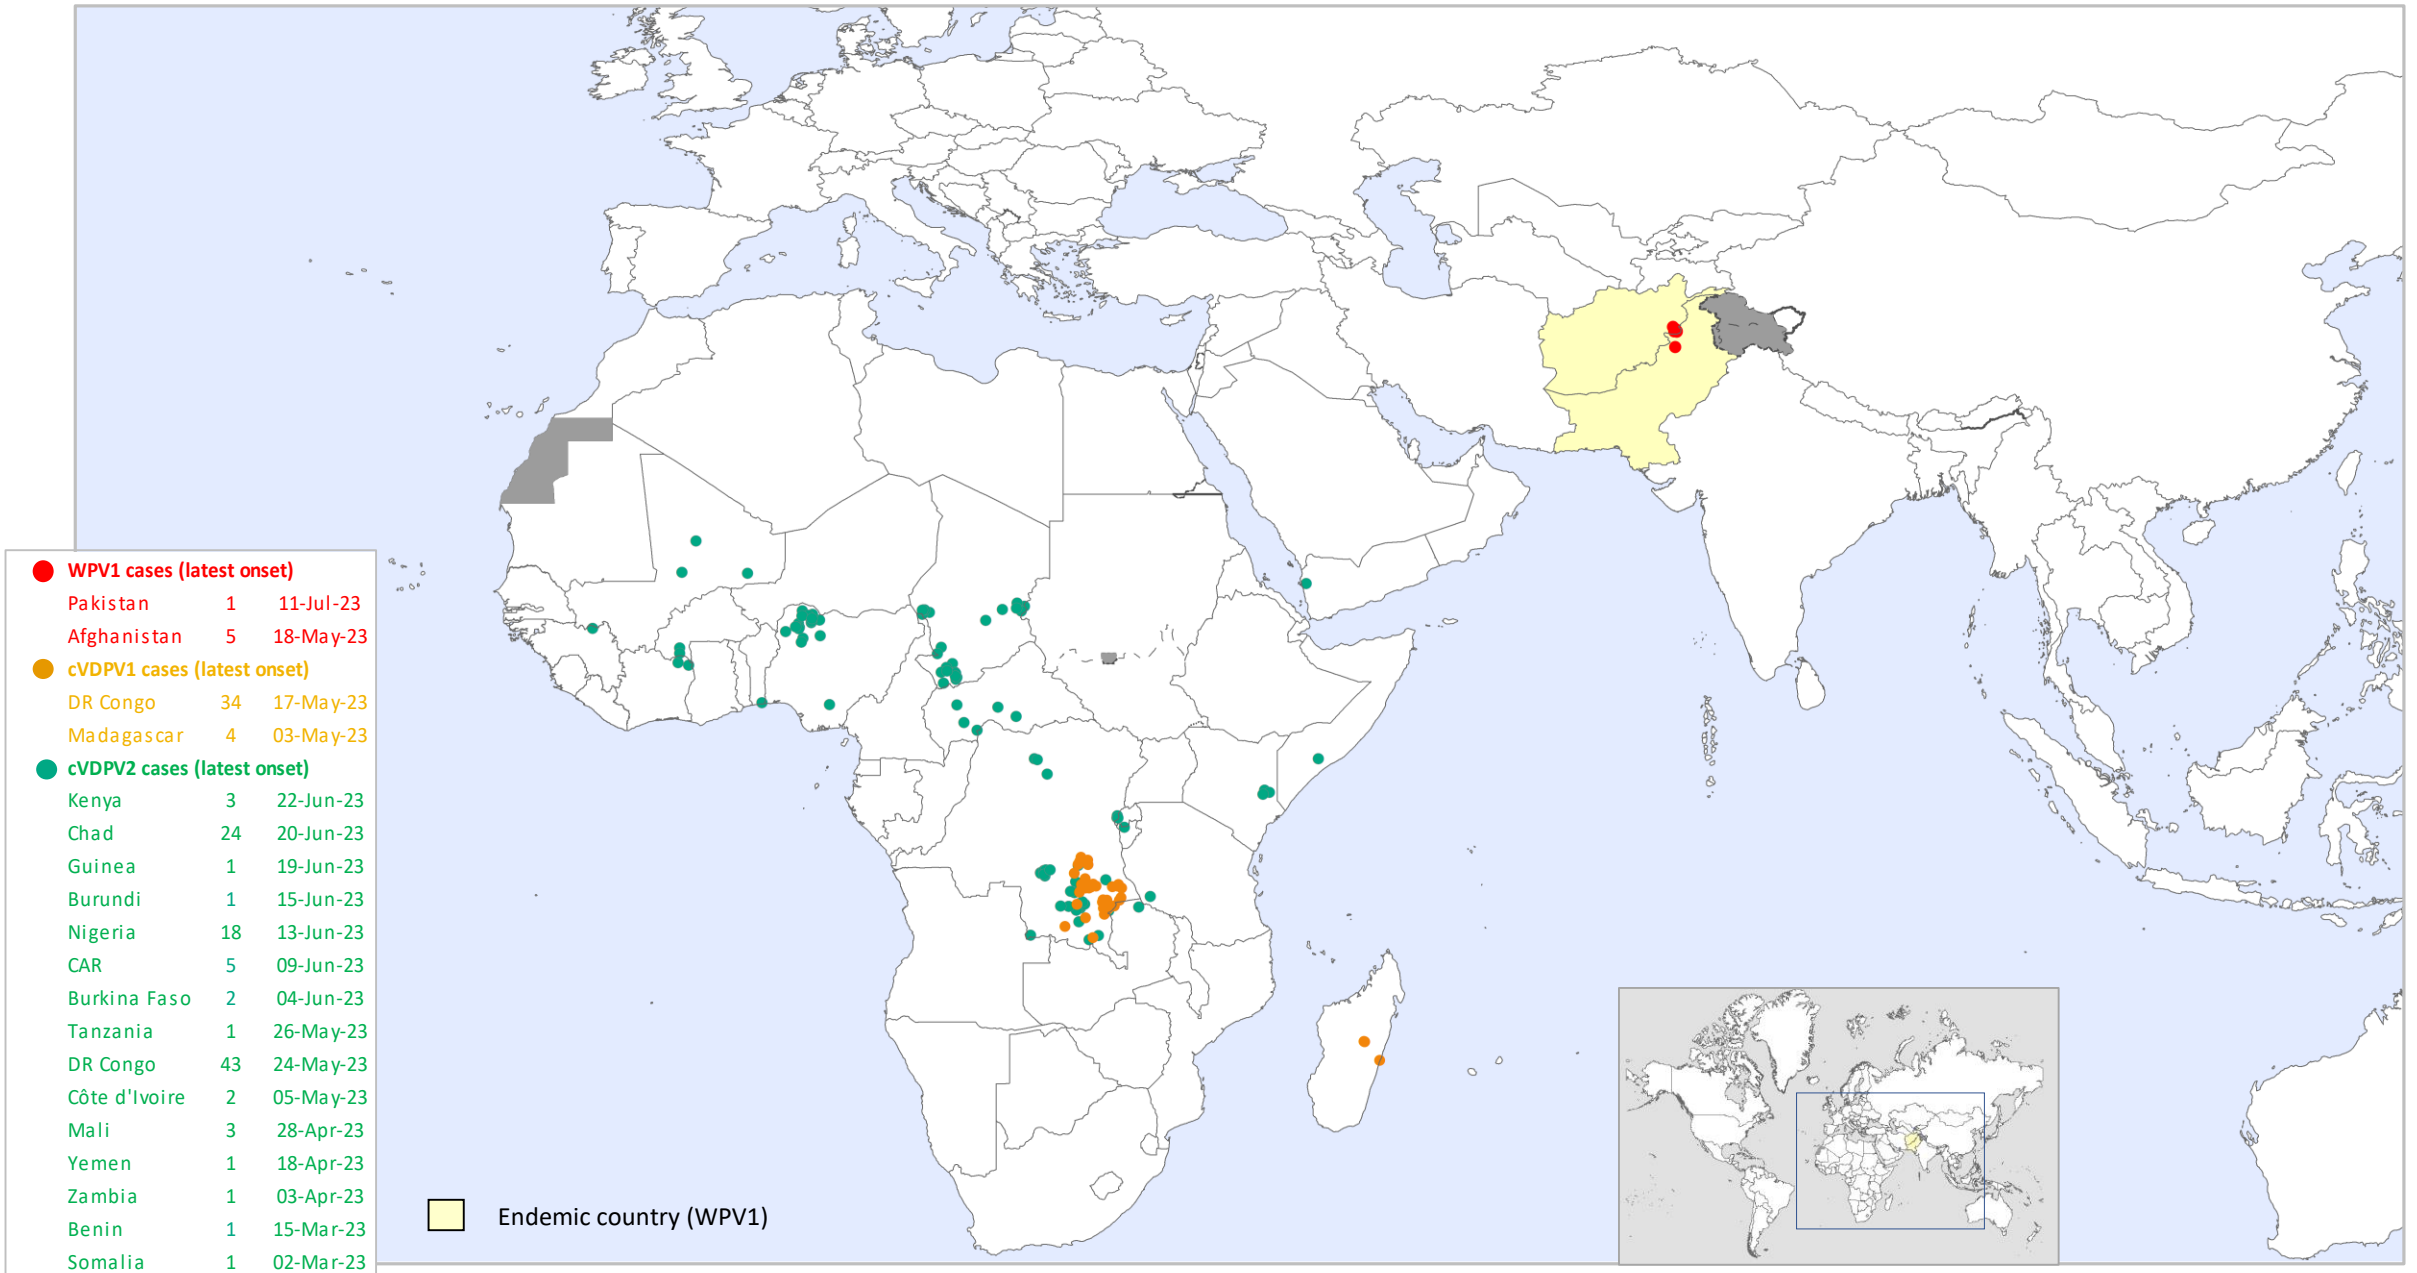 WPV1 cases (latest onset)
Pakistan 1 11-Jul-23
Afghanistan 5 18-May-23
cVDPV1 cases (latest onset)
DR Congo 34 17-May-23
Madagascar 4 03-May-23
cVDPV2 cases (latest onset)
Kenya 3 22-Jun-23
Chad 24 20-Jun-23
Guinea 1 19-Jun-23
Burundi 1 15-Jun-23
Nigeria 18 13-Jun-23
CAR 5 09-Jun-23
Burkina Faso 2 04-Jun-23
Tanzania 1 26-May-23
DR Congo 43 24-May-23
Côte d'Ivoire 2 05-May-23
Mali 3 28-Apr-23
Yemen 1 18-Apr-23
Zambia 1 03-Apr-23
Benin 1 15-Mar-23
Somalia 1 02-Mar-23
Endemic country (WPV1)